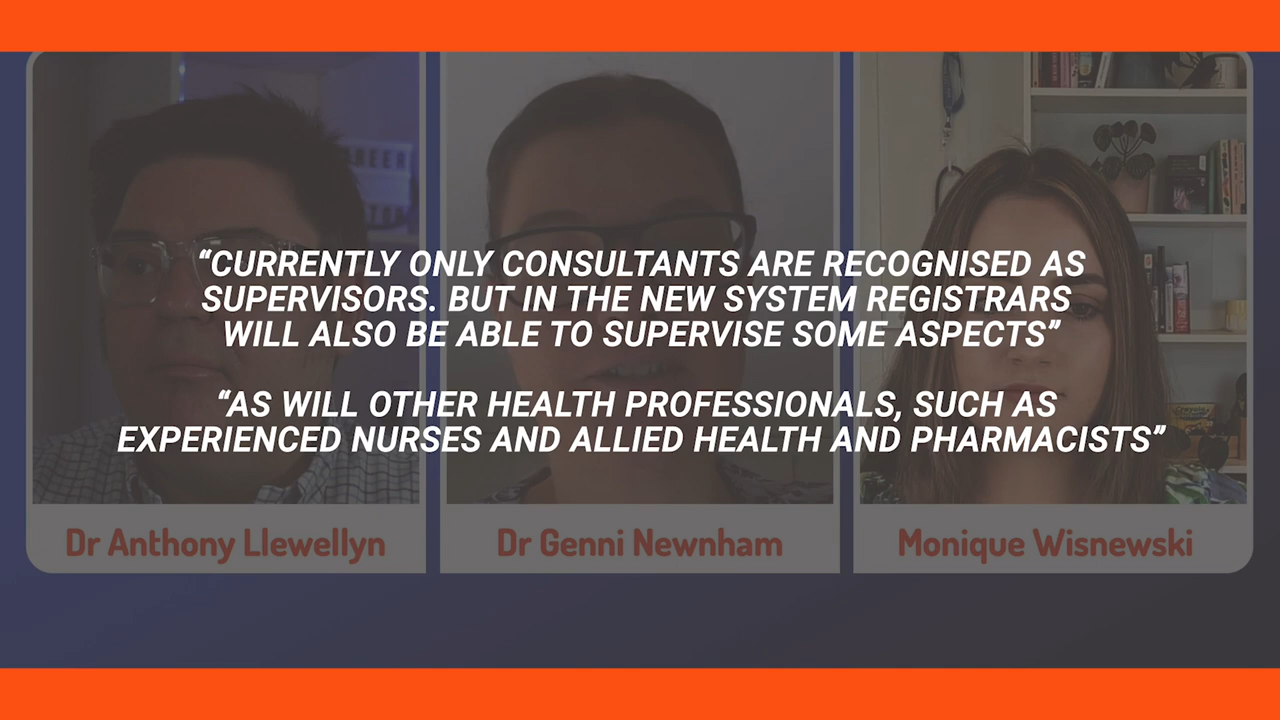 “CURRENTLY ONLY CONSULTANTS ARE RECOGNISED AS
SUPERVISORS. BUT IN THE NEW SYSTEM REGISTRARS
WILL ALSO BE ABLE TO SUPERVISE SOME ASPECTS”
“AS WILL OTHER HEALTH PROFESSIONALS, SUCH AS
EXPERIENCED NURSES AND ALLIED HEALTH AND PHARMACISTS”
Dr Anthony Llewellyn
Dr Genni Newnham
Monique Wisnewski